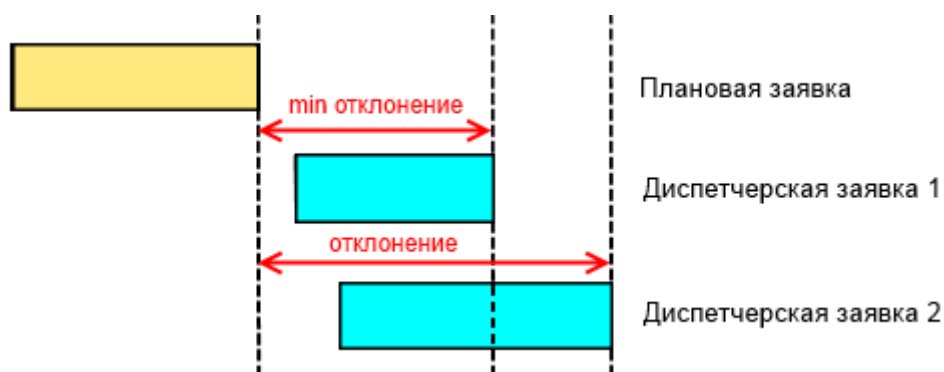 Плановая заявка
min отклонение
Диспетчерская заявка 1
отклонение
Диспетчерская заявка 2